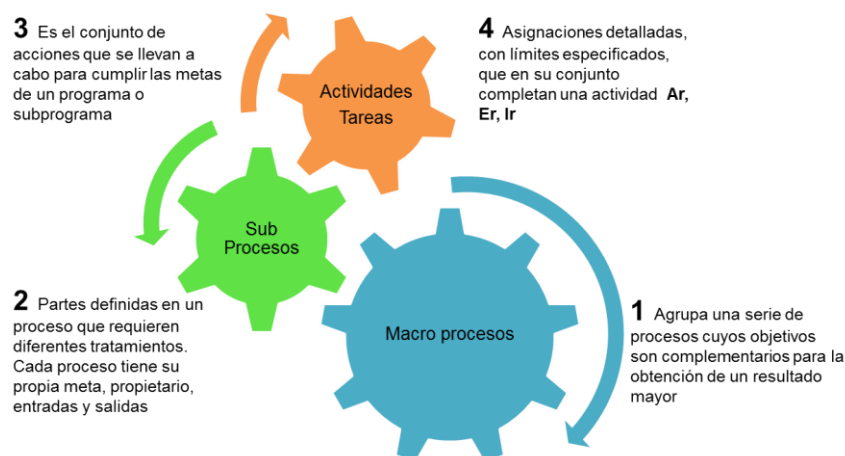 3 Es el conjunto de
acciones que se llevan a
cabo para cumplir las metas
de un programa o
subprograma
Actividades
Tareas
4 Asignaciones detalladas,
con límites especificados,
que en su conjunto
completan una actividad Ar,
Er, Ir
Sub
Procesos
2 Partes definidas en un
proceso que requieren
diferentes tratamientos.
Cada proceso tiene su
propia meta, propietario,
entradas y salidas
Macro procesos
1 Agrupa una serie de
procesos cuyos objetivos
son complementarios para la
obtención de un resultado
mayor